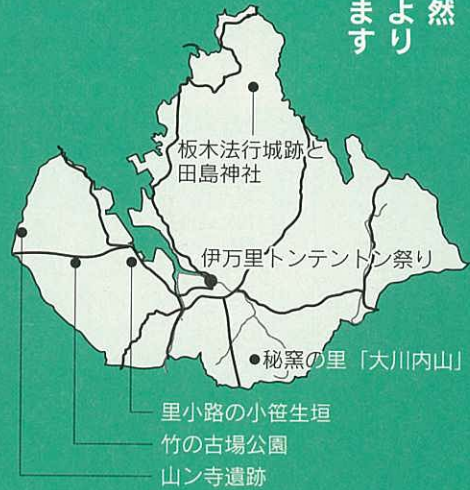 然
より
ます
板木法行城跡と
田島神社
伊万里トンテントン祭り
秘窯の里「大川内山」
里小路の小笹生垣
竹の古場公園
山ン寺遺跡